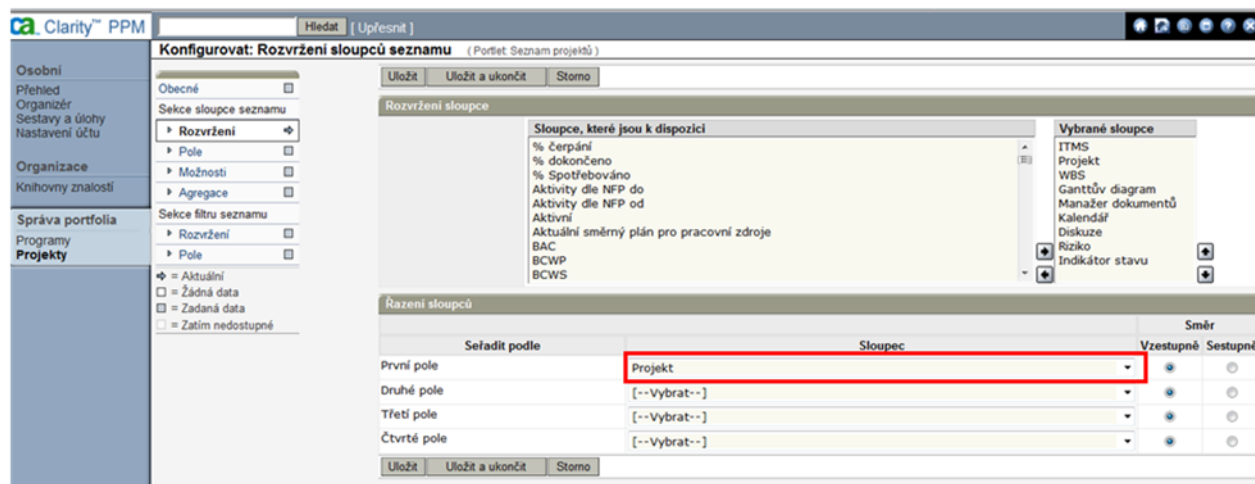 ca Clarity™ PPM
Hledat [ Upřesnit ]
Konfigurovat: Rozvržení sloupců seznamu ( Portlet: Seznam projektů )
Osobní
Přehled
Organizér
Sestavy a úlohy
Nastavení účtu
Organizace
Knihovny znalostí
Správa portfolia
Programy
Projekty
Obecné
Sekce sloupce seznamu
Rozvržení
Pole
Možnosti
Agregace
Sekce filtru seznamu
Rozvržení
Pole
= Aktuální
= Žádná data
= Zadaná data
= Zatím nedostupné
Uložit Uložit a ukončit Storno
Rozvržení sloupce
Sloupce, které jsou k dispozici
% čerpání
% dokončeno
% Spotřebováno
Aktivity dle NFP do
Aktivity dle NFP od
Aktivní
Aktuální směrný plán pro pracovní zdroje
BAC
BCWP
BCWS
Vybrané sloupce
ITMS
Projekt
WBS
Ganttův diagram
Manažer dokumentů
Kalendář
Diskuze
Riziko
Indikátor stavu
Řazení sloupců
Směr
Seřadit podle Sloupec Vzestupně Sestupně
První pole Projekt
Druhé pole [--Vybrat--]
Třetí pole [--Vybrat--]
Čtvrté pole [--Vybrat--]
Uložit Uložit a ukončit Storno